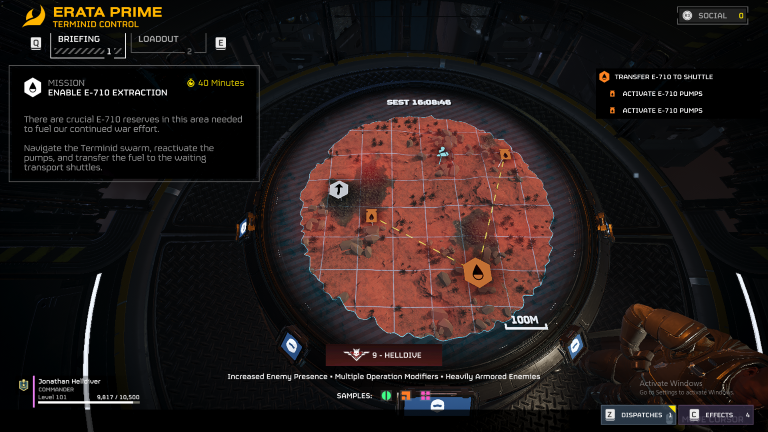 ERATA PRIME
TERMINID CONTROL
SOCIAL 0
Q BRIEFING 1 LOADOUT 2 E
MISSION
ENABLE E-710 EXTRACTION
40 Minutes
There are crucial E-710 reserves in this area needed
to fuel our continued war effort.
Navigate the Terminid swarm, reactivate the
pumps, and transfer the fuel to the waiting
transport shuttles.
TRANSFER E-710 TO SHUTTLE
ACTIVATE E-710 PUMPS
ACTIVATE E-710 PUMPS
SEST 16:08:46
100M
9 - HELLDIVE
Increased Enemy Presence • Multiple Operation Modifiers • Heavily Armored Enemies
SAMPLES:
Jonathan Helldiver
COMMANDER
Level 101 9,817 / 10,500
Activate Windows
Go to Settings to activate Windows.
Z DISPATCHES 1 C EFFECTS 4